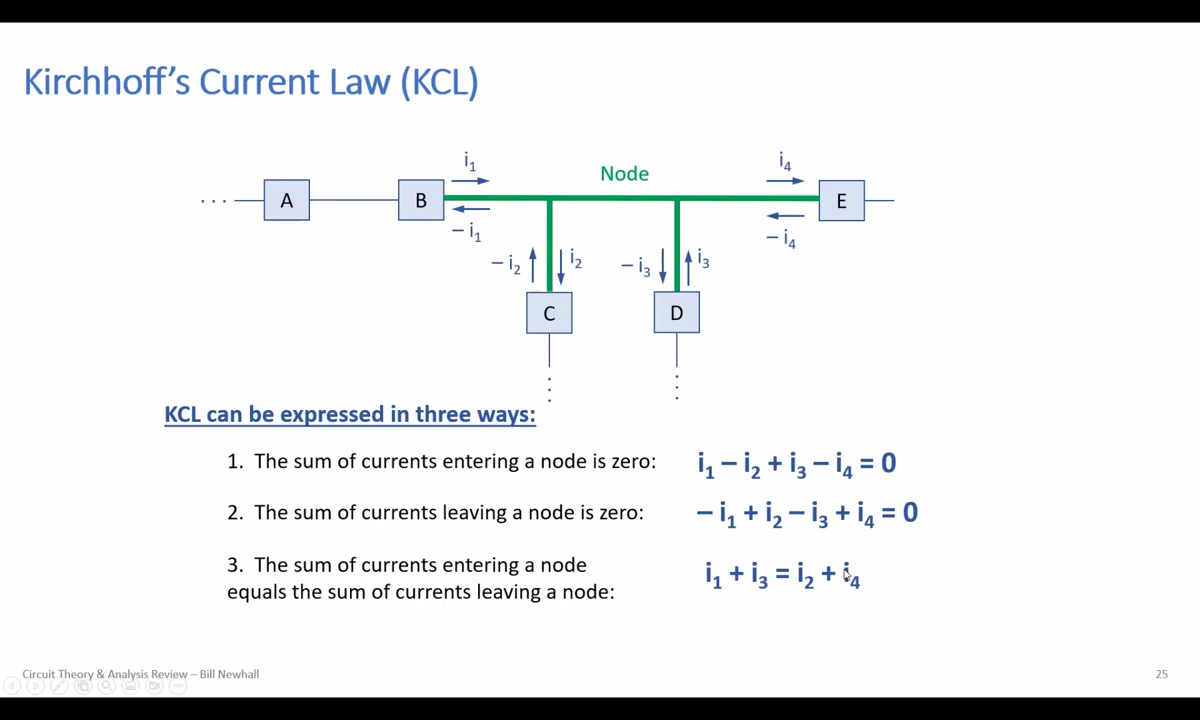 Kirchhoff's Current Law (KCL)
i₁ Node i₄
... A B E
– i₁ – i₄
– i₂ i₂ – i₃ i₃
C D
KCL can be expressed in three ways:
1. The sum of currents entering a node is zero: i₁ – i₂ + i₃ – i₄ = 0
2. The sum of currents leaving a node is zero: – i₁ + i₂ – i₃ + i₄ = 0
3. The sum of currents entering a node
equals the sum of currents leaving a node: i₁ + i₃ = i₂ + i₄
Circuit Theory & Analysis Review – Bill Newhall 25